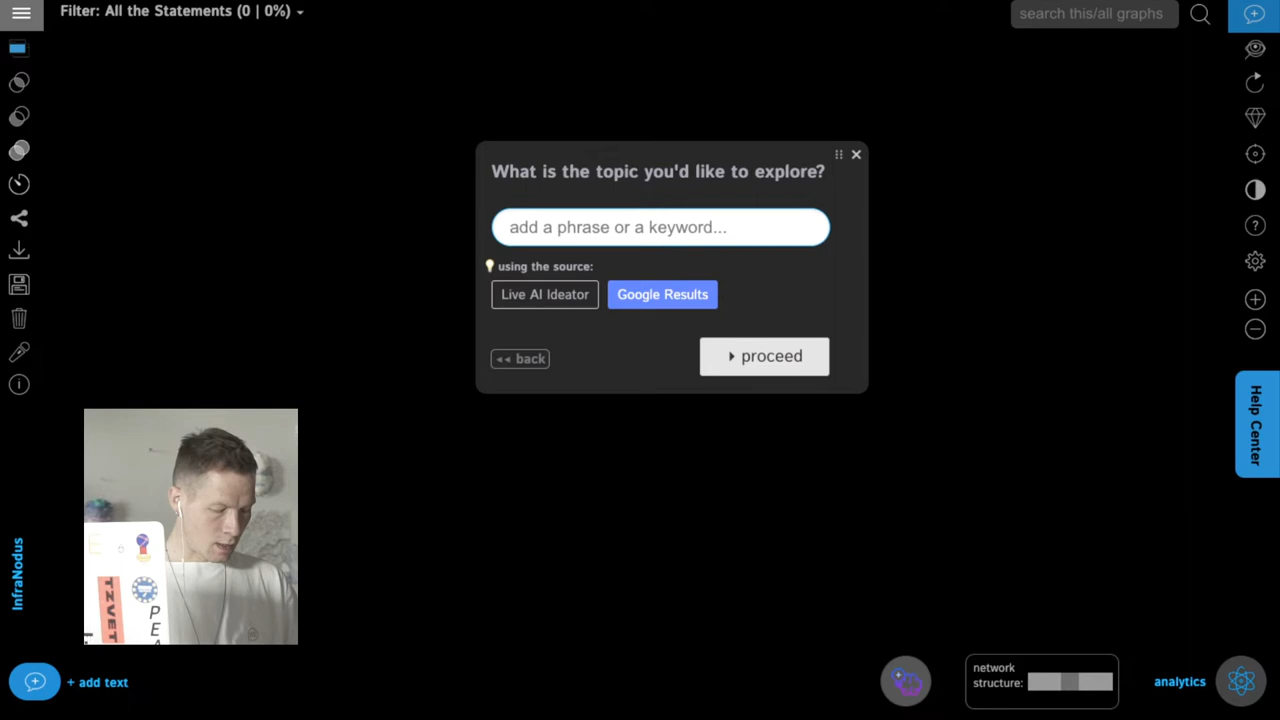 Filter: All the Statements (0 | 0%)
search this/all graphs
What is the topic you'd like to explore?
add a phrase or a keyword...
using the source:
Live AI Ideator
Google Results
◂◂ back
proceed
Help Center
InfraNodus
TZVET
PEA
+ add text
network
structure:
analytics